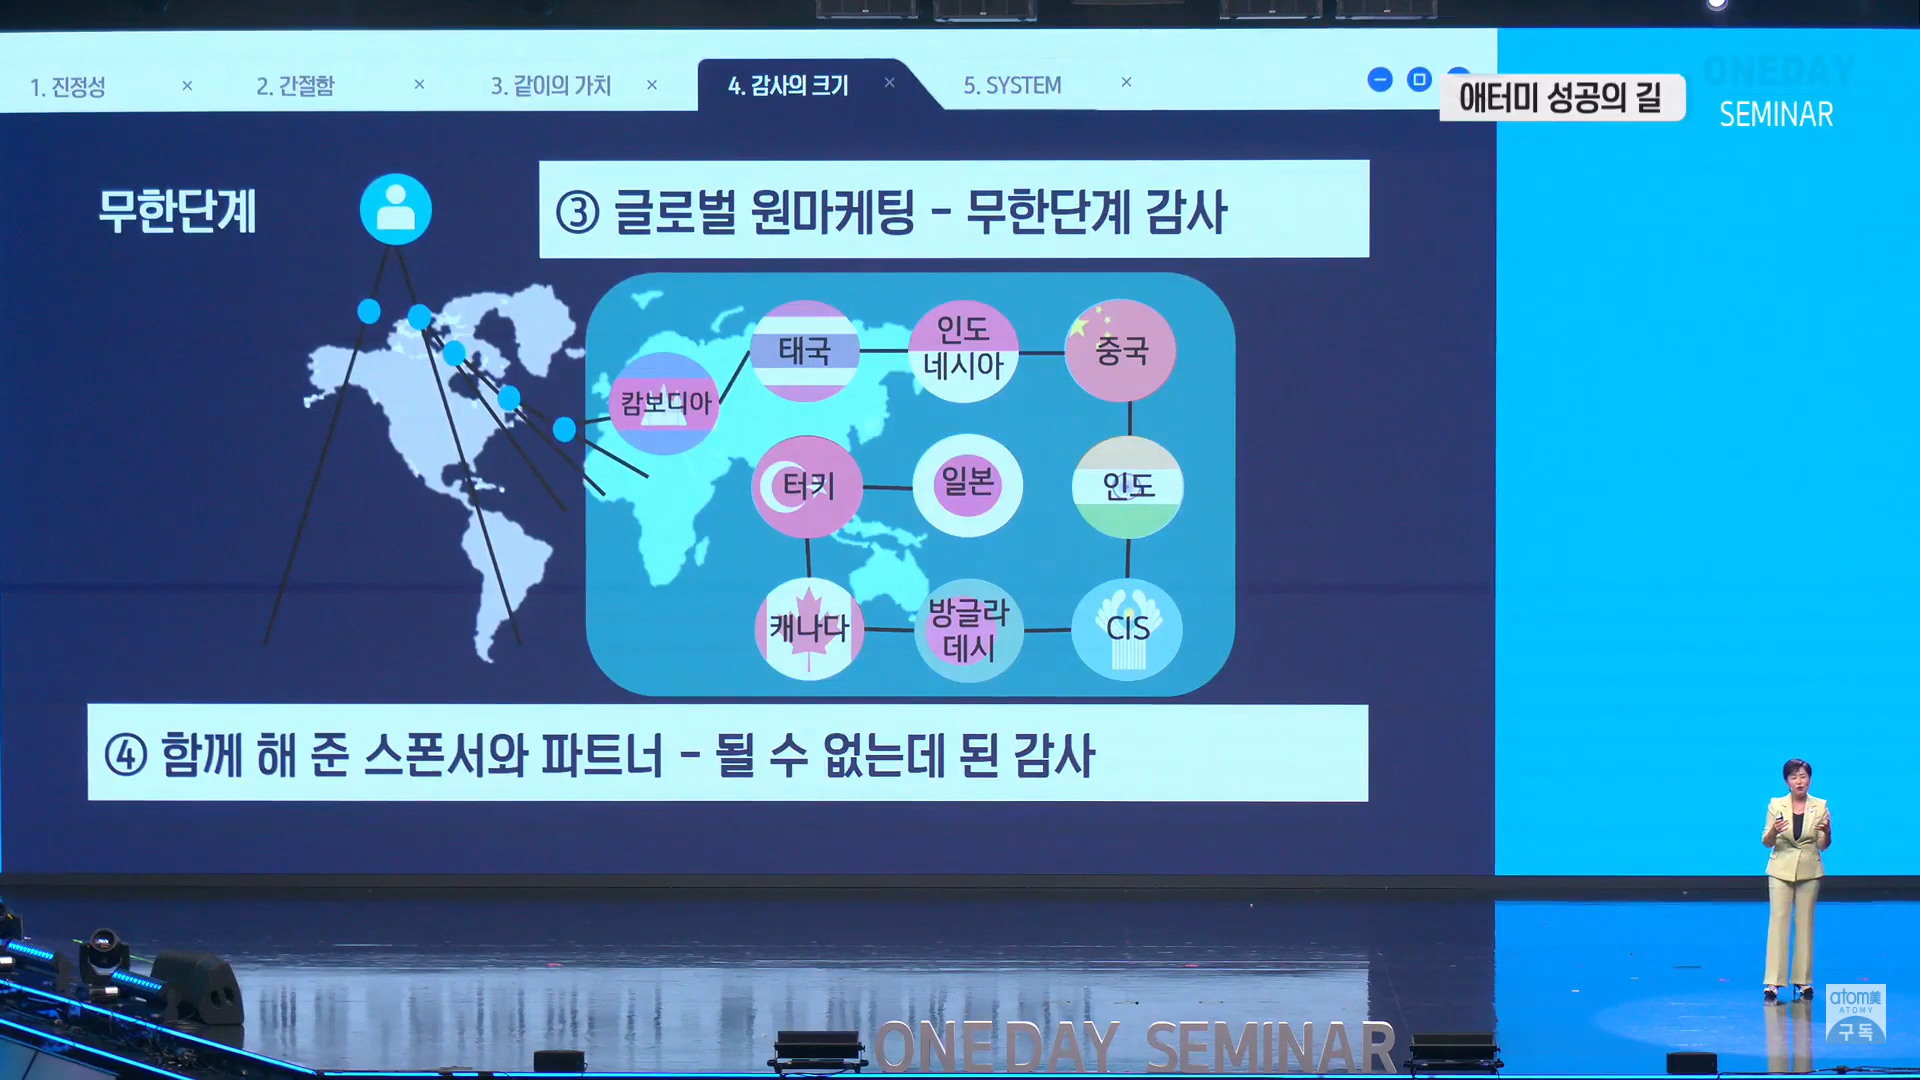 1. 진정성 ×
2. 간절함 ×
3. 같이의 가치 ×
4. 감사의 크기 ×
5. SYSTEM ×
ONEDAY
SEMINAR
애터미 성공의 길
무한단계
③ 글로벌 원마케팅 - 무한단계 감사
캄보디아
태국
인도
네시아
중국
터키
일본
인도
캐나다
방글라
데시
CIS
④ 함께 해 준 스폰서와 파트너 - 될 수 없는데 된 감사
ONEDAY SEMINAR
atom美
ATOMY
구독